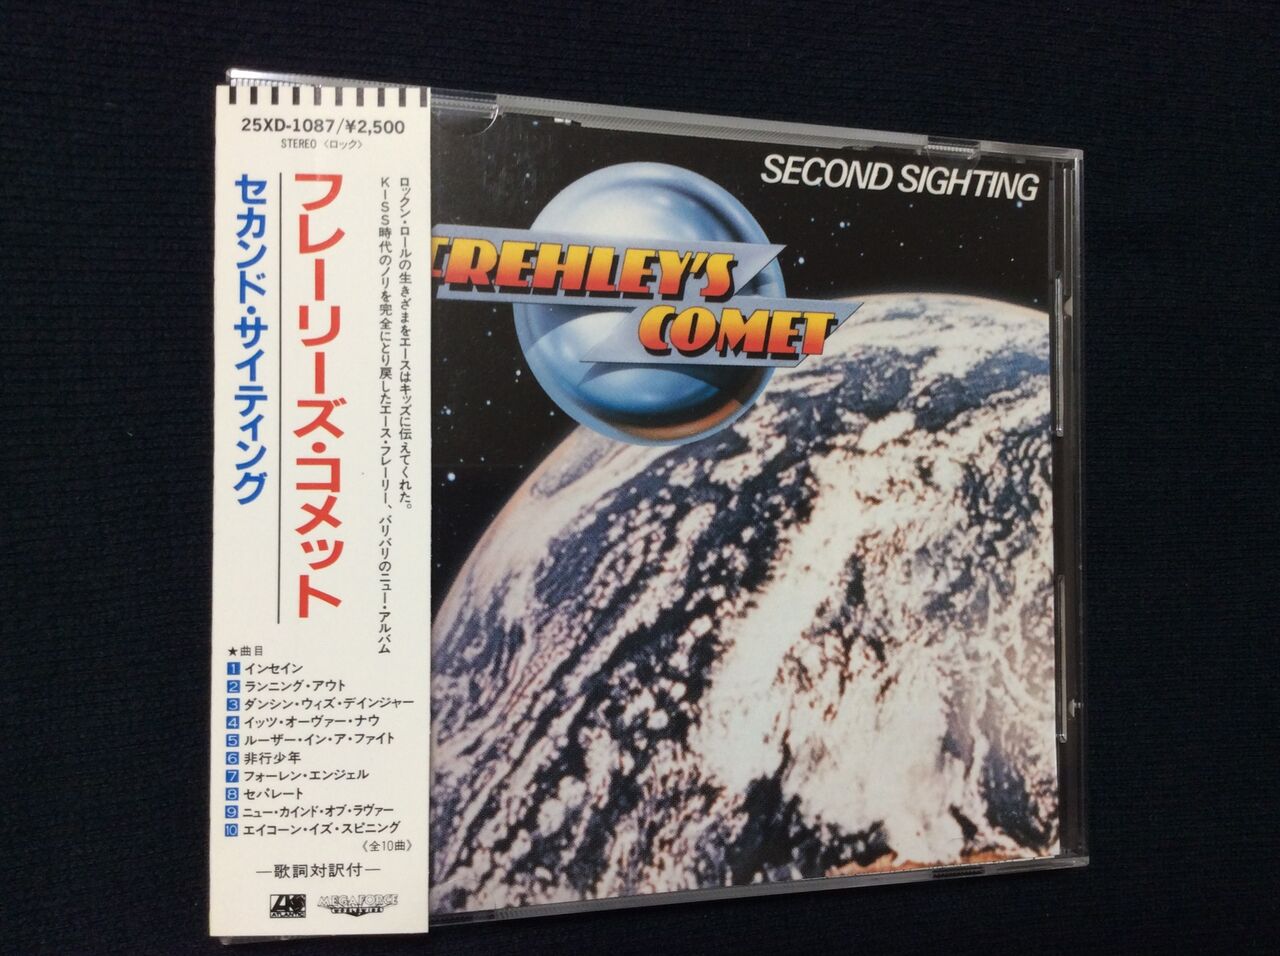 25XD-1087/¥2,500
STEREO〈ロック〉
ロックン・ロールの生きざまをエースはキッズに伝えてくれた。
KISS時代のノリを完全にとり戻したエース・フレーリー、バリバリのニュー・アルバム
フレーリーズ・コメット
セカンド・サイティング
★曲目
1 インセイン
2 ランニング・アウト
3 ダンシン・ウィズ・デインジャー
4 イッツ・オーヴァー・ナウ
5 ルーザー・イン・ア・ファイト
6 非行少年
7 フォーレン・エンジェル
8 セパレート
9 ニュー・カインド・オブ・ラヴァー
10 エイコーン・イズ・スピニング
《全10曲》
—歌詞対訳付—
ATLANTIC
MEGAFORCE
WORLDWIDE
SECOND SIGHTING
FREHLEY'S
COMET